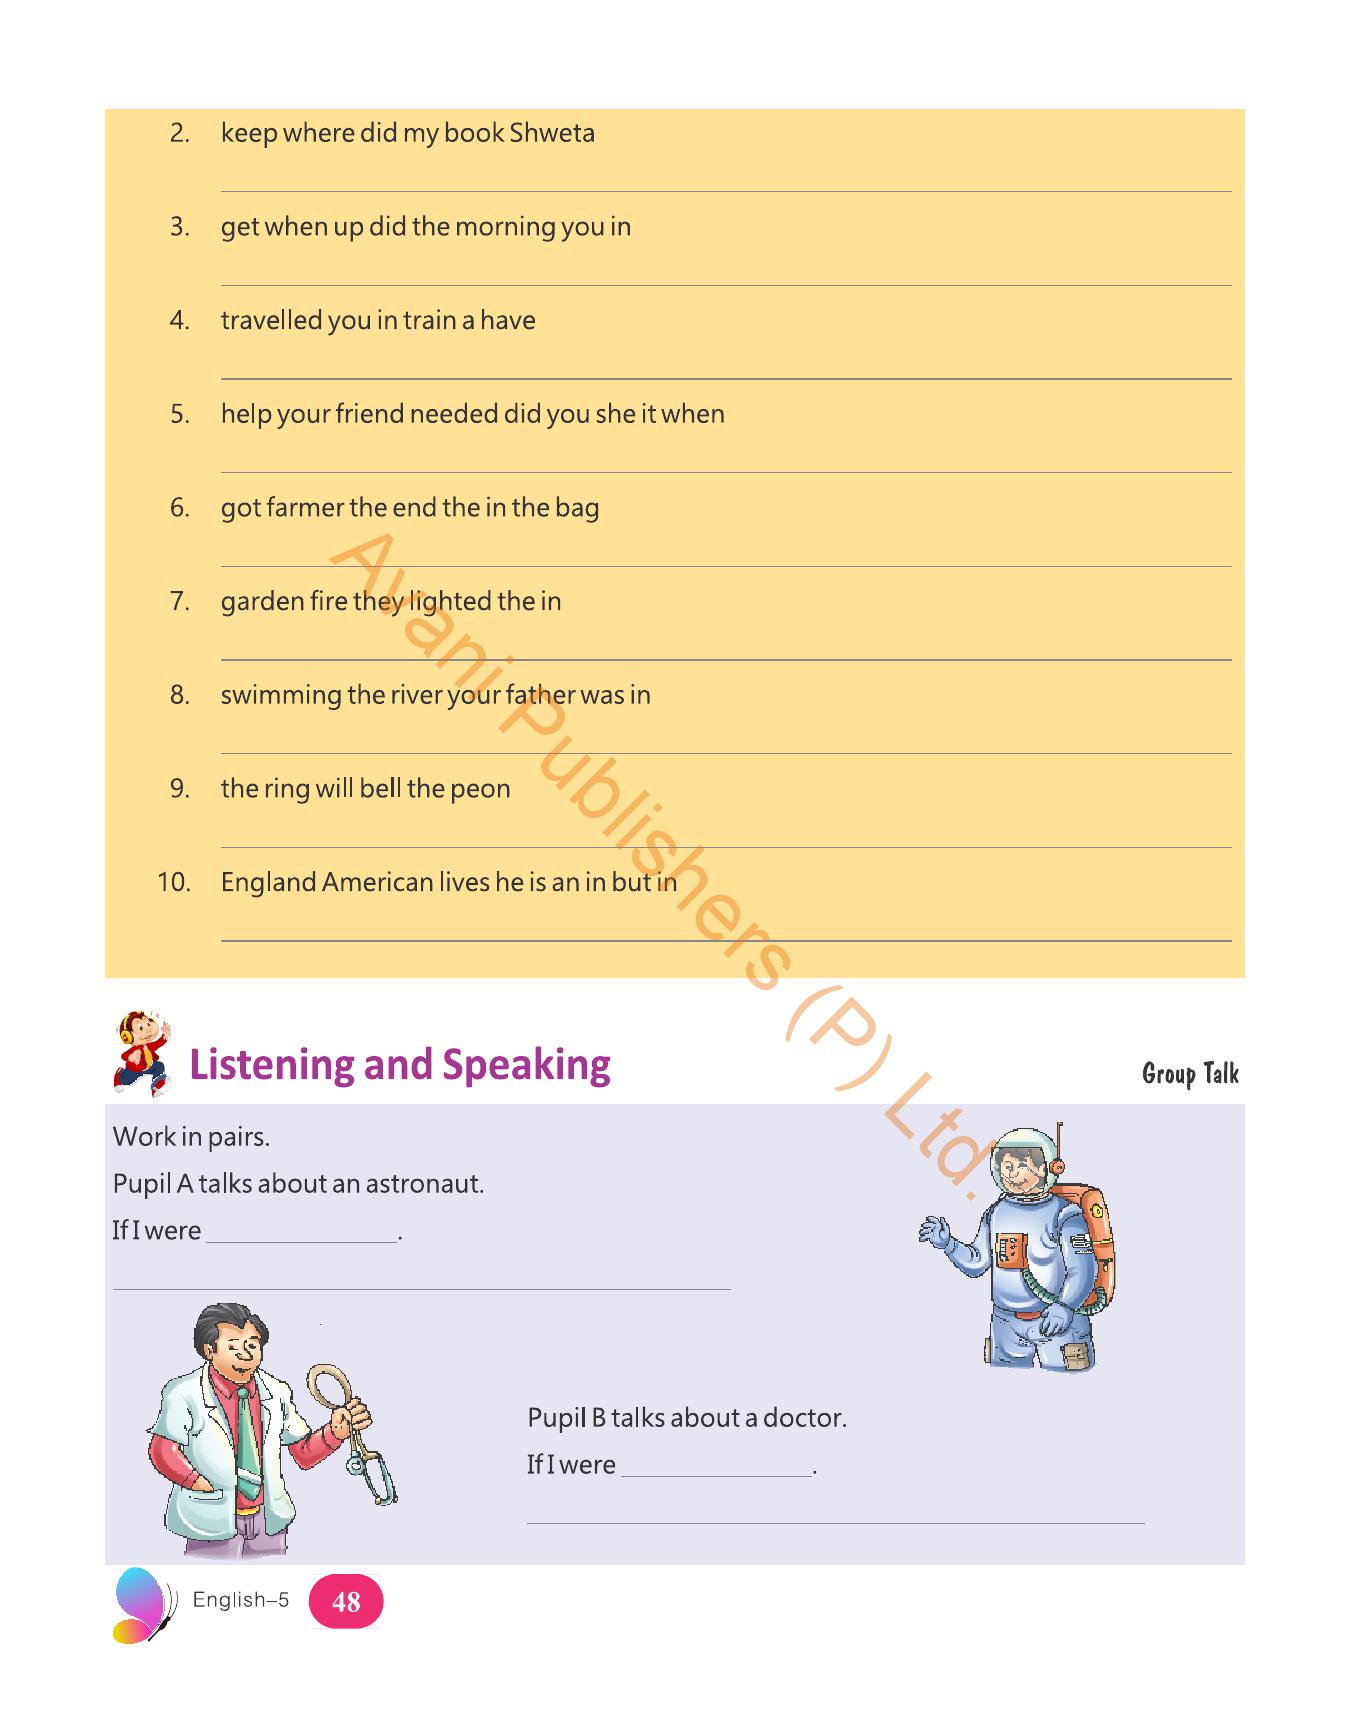 2. keep where did my book Shweta
3. get when up did the morning you in
4. travelled you in train a have
5. help your friend needed did you she it when
6. got farmer the end the in the bag
7. garden fire they lighted the in
8. swimming the river your father was in
9. the ring will bell the peon
10. England American lives he is an in but in
Avani Publishers (P) Ltd.
Listening and Speaking
Group Talk
Work in pairs.
Pupil A talks about an astronaut.
If I were ______________.
Pupil B talks about a doctor.
If I were ______________.
English–5 48